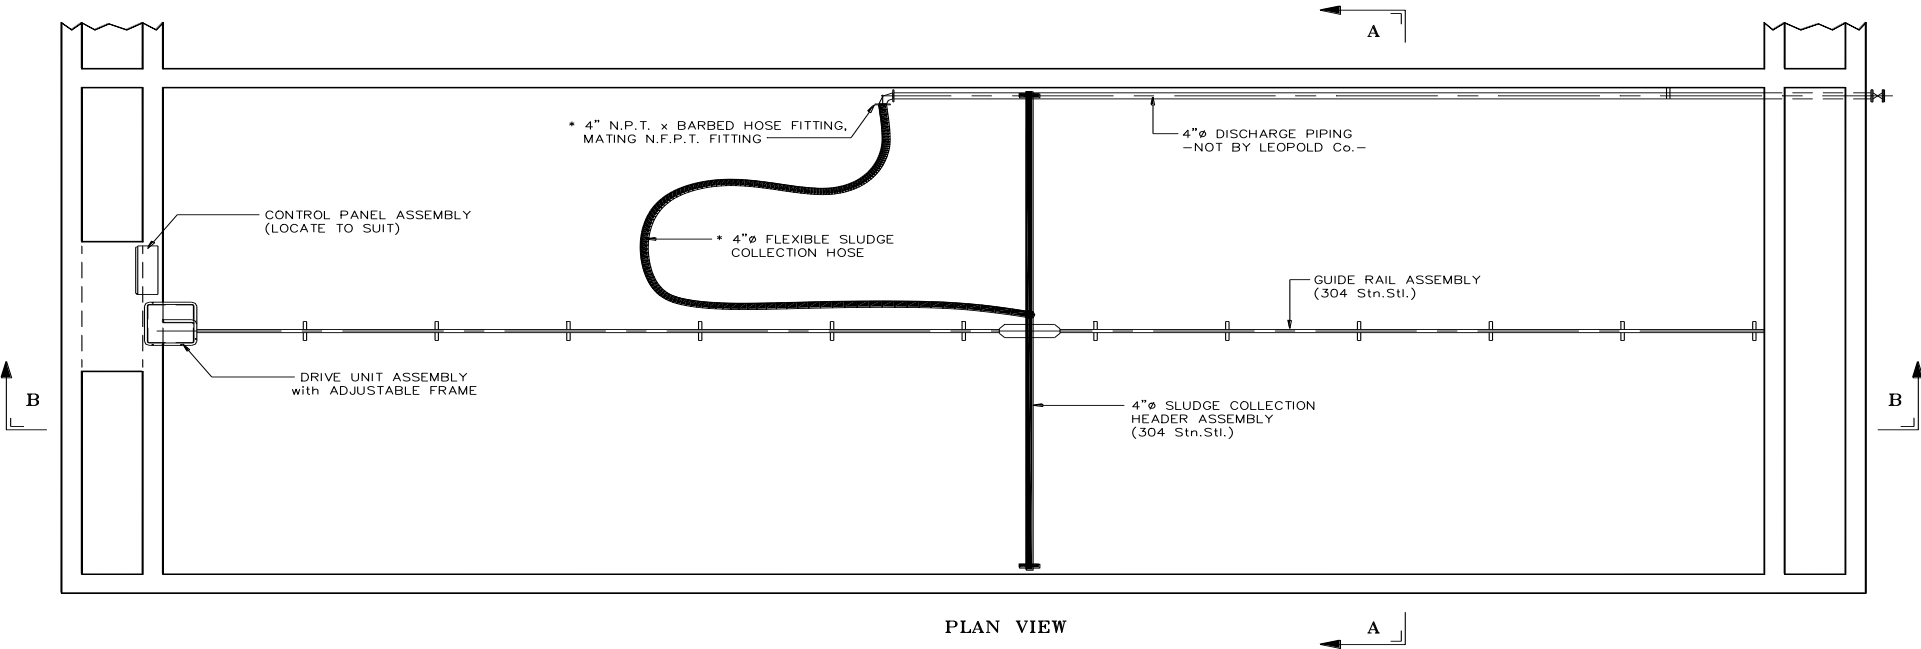 A
* 4" N.P.T. x BARBED HOSE FITTING,
MATING N.F.P.T. FITTING
4"ø DISCHARGE PIPING
-NOT BY LEOPOLD Co.-
CONTROL PANEL ASSEMBLY
(LOCATE TO SUIT)
* 4"ø FLEXIBLE SLUDGE
COLLECTION HOSE
GUIDE RAIL ASSEMBLY
(304 Stn.Stl.)
DRIVE UNIT ASSEMBLY
with ADJUSTABLE FRAME
B
B
4"ø SLUDGE COLLECTION
HEADER ASSEMBLY
(304 Stn.Stl.)
PLAN VIEW
A